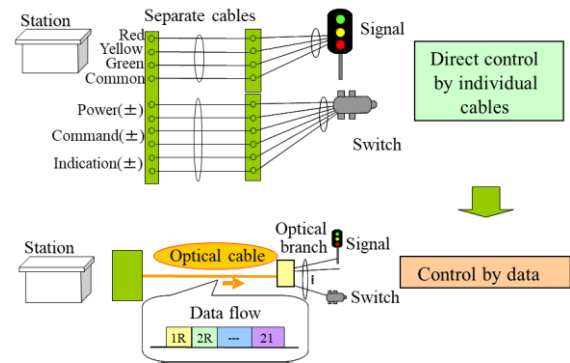 Separate cables
Station
Red
Yellow
Green
Common
Signal
Direct control
by individual
cables
Power(±)
Command(±)
Indication(±)
Switch
Station
Optical cable
Optical
branch
Signal
i
Switch
Control by data
Data flow
1R 2R --- 21